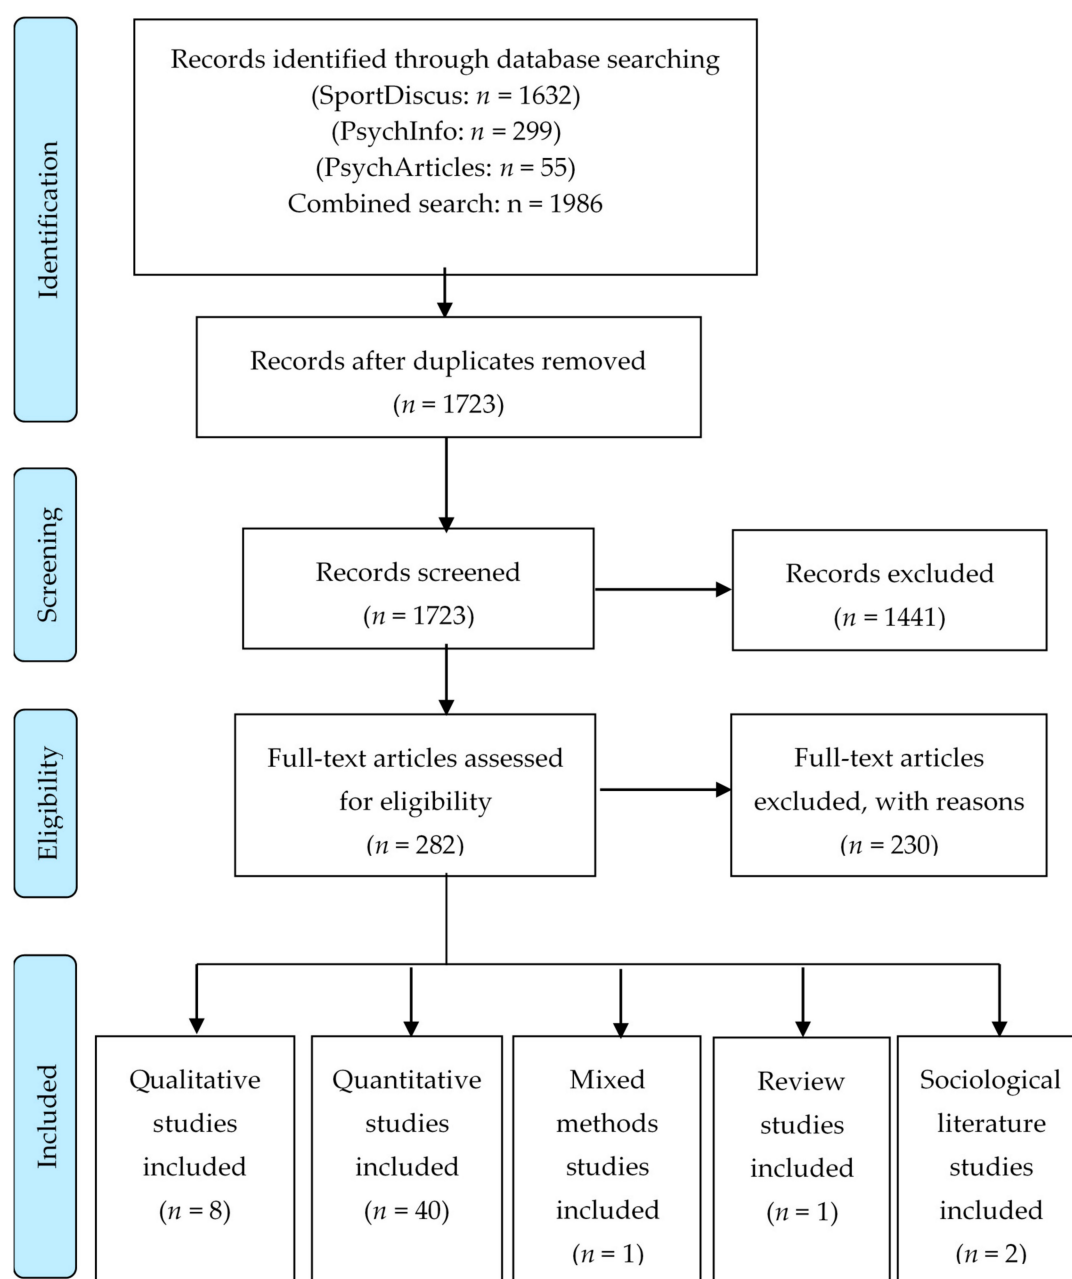 Identification
Records identified through database searching
(SportDiscus: n = 1632)
(PsychInfo: n = 299)
(PsychArticles: n = 55)
Combined search: n = 1986
Records after duplicates removed
(n = 1723)
Screening
Records screened
(n = 1723)
Records excluded
(n = 1441)
Eligibility
Full-text articles assessed
for eligibility
(n = 282)
Full-text articles
excluded, with reasons
(n = 230)
Included
Qualitative
studies
included
(n = 8)
Quantitative
studies
included
(n = 40)
Mixed
methods
studies
included
(n = 1)
Review
studies
included
(n = 1)
Sociological
literature
studies
included
(n = 2)